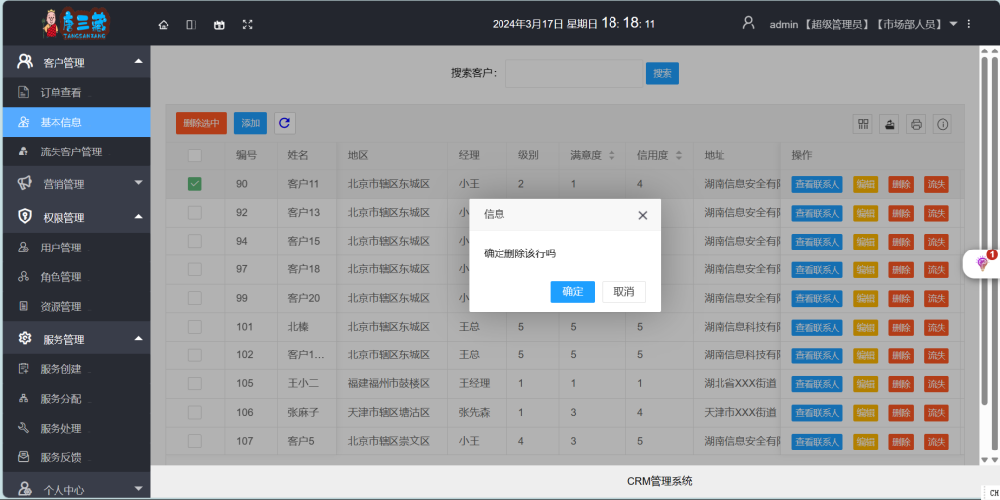 唐三藏
TANGSANZANG
2024年3月17日 星期日 18: 18: 11
admin 【超级管理员】【市场部人员】
客户管理
订单查看
基本信息
流失客户管理
营销管理
权限管理
用户管理
角色管理
资源管理
服务管理
服务创建
服务分配
服务处理
服务反馈
个人中心
搜索客户：
搜索
删除选中 添加
编号 姓名 地区 经理 级别 满意度 信用度 地址 操作
90 客户11 北京市辖区东城区 小王 2 1 4 湖南信息安全有限 查看联系人 编辑 删除 流失
92 客户13 北京市辖区东城区 小 湖南信息安全有限 查看联系人 编辑 删除 流失
94 客户15 北京市辖区东城区 小 湖南信息安全有限 查看联系人 编辑 删除 流失
97 客户18 北京市辖区东城区 小 湖南信息安全有限 查看联系人 编辑 删除 流失
99 客户20 北京市辖区东城区 小 湖南信息安全有限 查看联系人 编辑 删除 流失
101 北榛 北京市辖区东城区 王总 5 5 5 湖南信息科技有限 查看联系人 编辑 删除 流失
102 客户1... 北京市辖区东城区 王总 5 5 5 湖南信息科技有限 查看联系人 编辑 删除 流失
105 王小二 福建福州市鼓楼区 王经理 1 1 1 湖北省XXX街道 查看联系人 编辑 删除 流失
106 张麻子 天津市辖区塘沽区 张先森 1 3 4 天津市XXX街道 查看联系人 编辑 删除 流失
107 客户5 北京市辖区崇文区 小王 4 3 5 湖南信息安全有限 查看联系人 编辑 删除 流失
信息
确定删除该行吗
确定 取消
1
CRM管理系统
CH